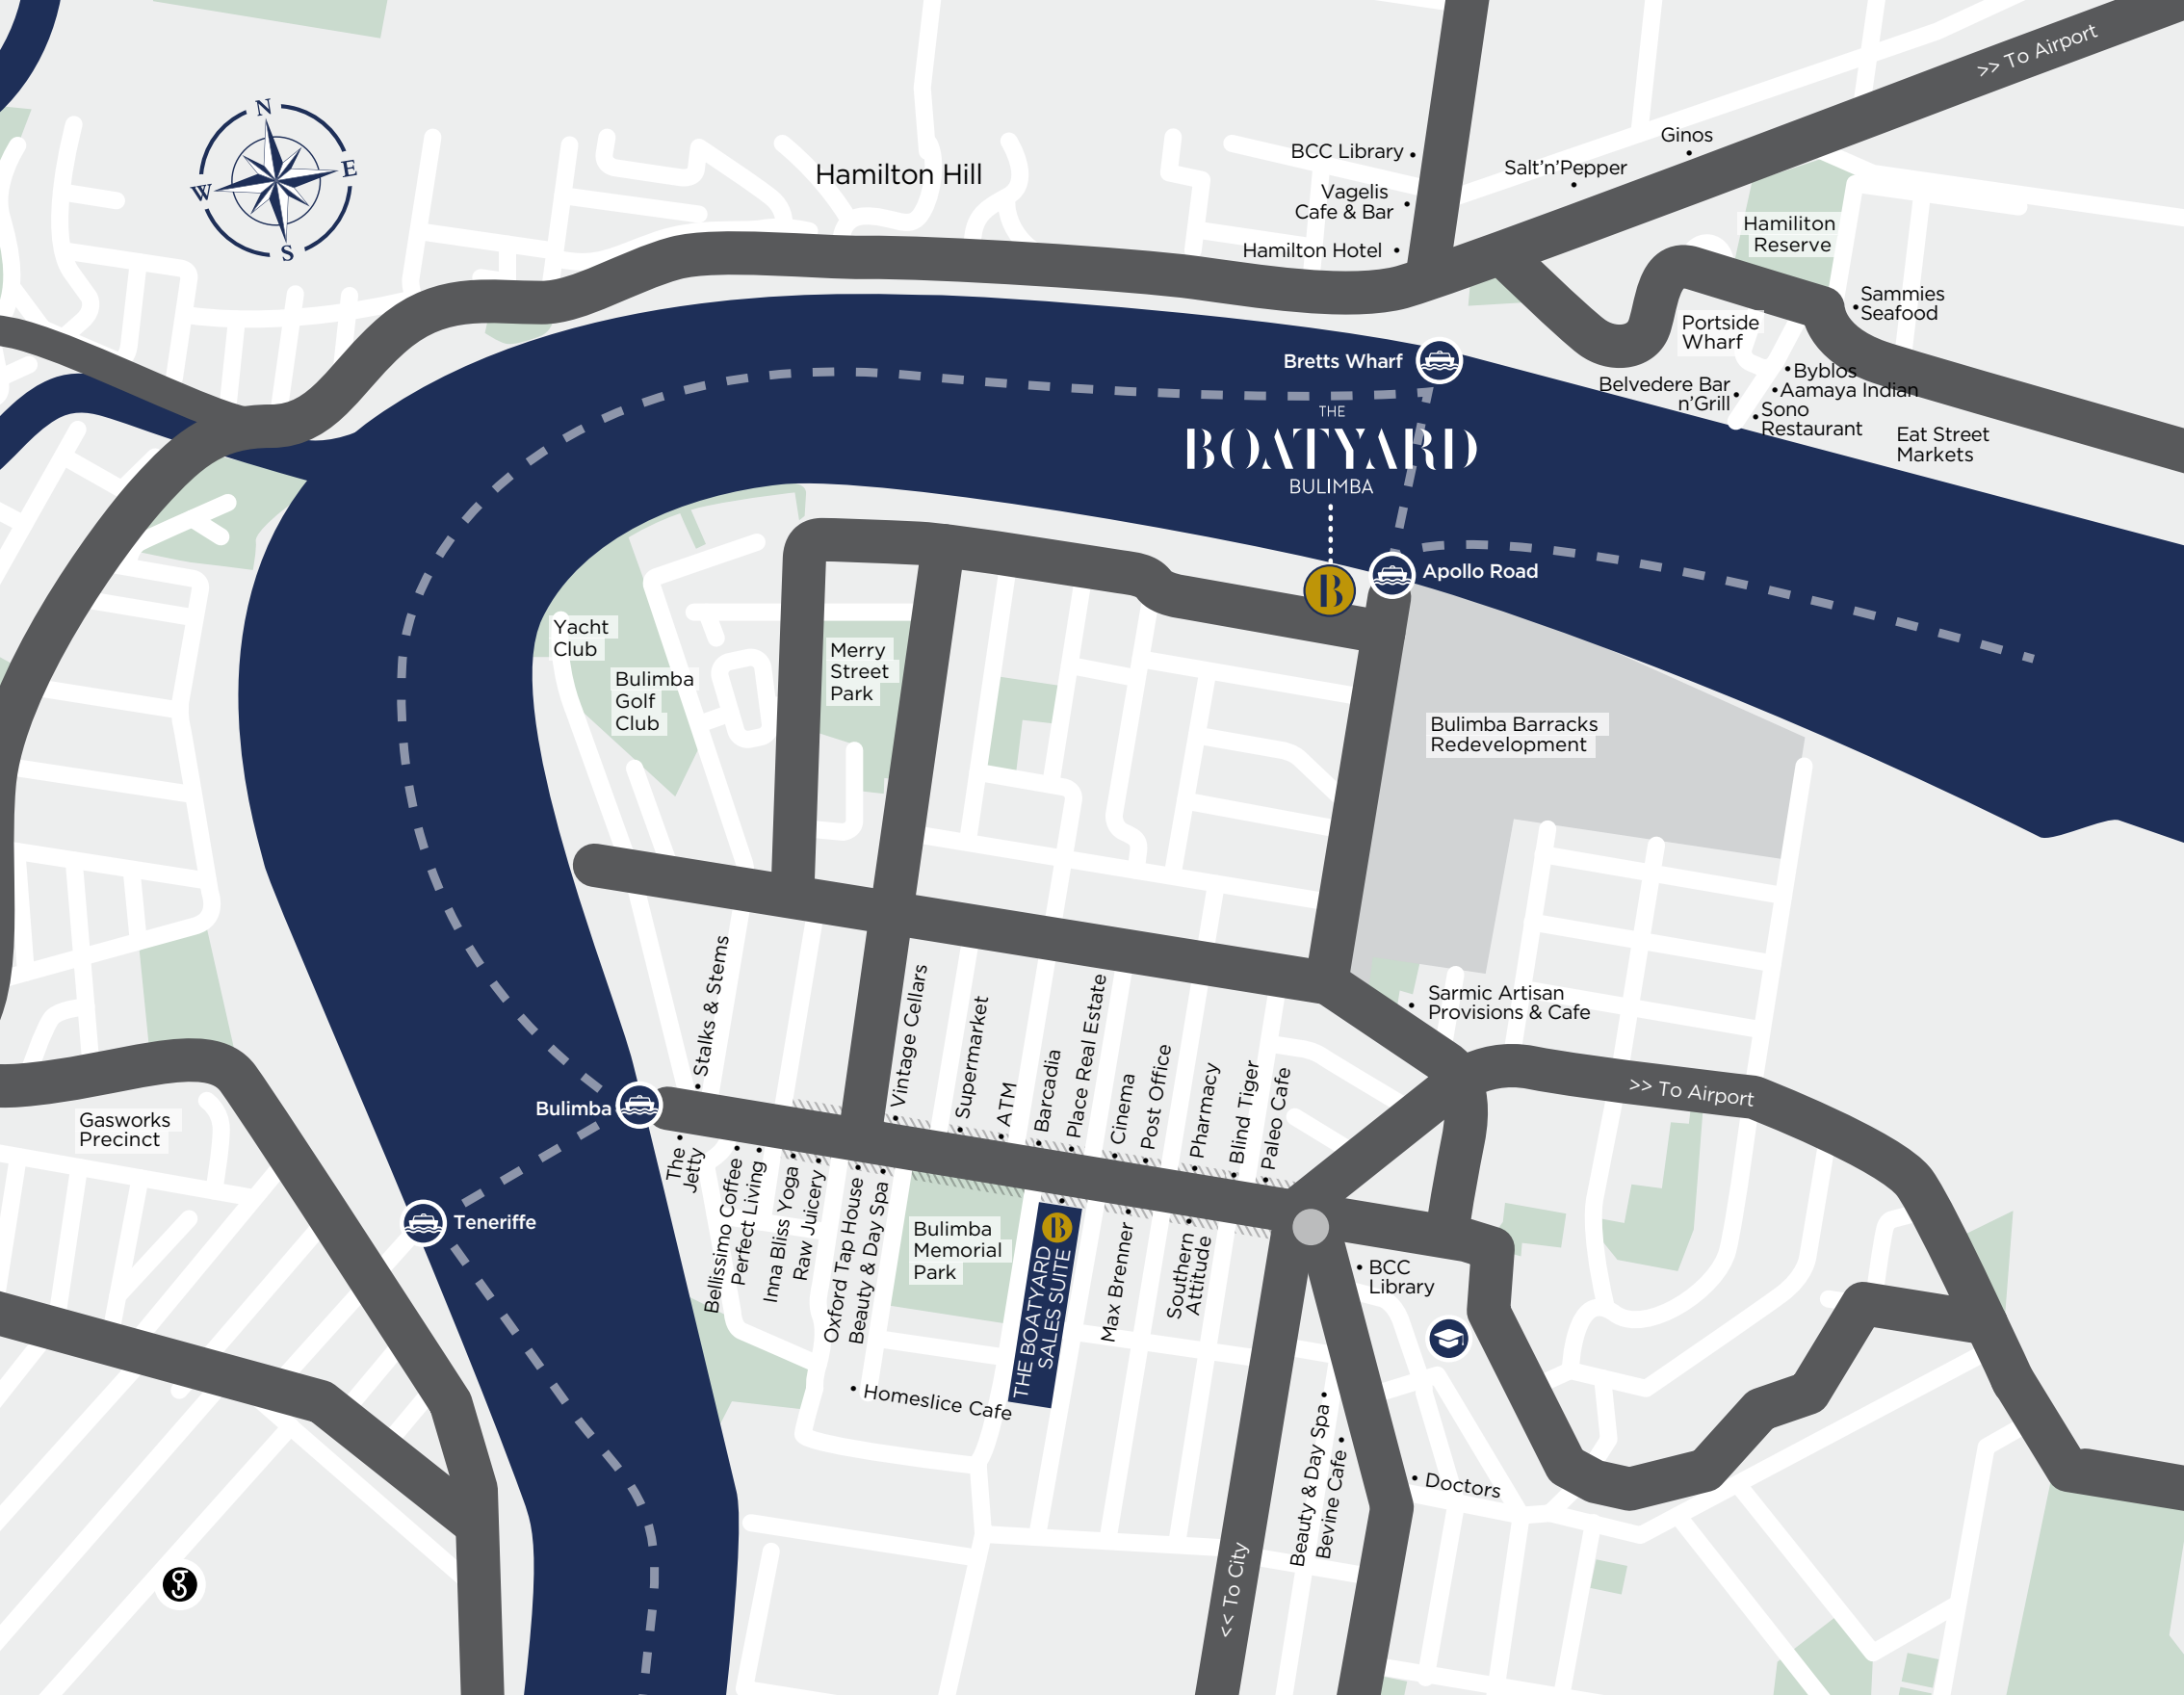 N
E
S
W
>> To Airport
Hamilton Hill
BCC Library
Vagelis
Cafe & Bar
Hamilton Hotel
Salt'n'Pepper
Ginos
Hamiliton
Reserve
Sammies
Seafood
Portside
Wharf
Byblos
Aamaya Indian
Belvedere Bar
n'Grill
Sono
Restaurant
Eat Street
Markets
Bretts Wharf
THE
BOATYARD
BULIMBA
B
Apollo Road
Yacht
Club
Bulimba
Golf
Club
Merry
Street
Park
Bulimba Barracks
Redevelopment
Sarmic Artisan
Provisions & Cafe
>> To Airport
Stalks & Stems
Vintage Cellars
Supermarket
ATM
Barcadia
Place Real Estate
Cinema
Post Office
Pharmacy
Blind Tiger
Paleo Cafe
Bulimba
Teneriffe
Gasworks
Precinct
The
Jetty
Bellissimo Coffee
Perfect Living
Inna Bliss Yoga
Raw Juicery
Oxford Tap House
Beauty & Day Spa
Bulimba
Memorial
Park
B
THE BOATYARD
SALES SUITE
Max Brenner
Southern
Attitude
BCC
Library
Homeslice Cafe
Beauty & Day Spa
Bevine Cafe
Doctors
<< To City
g